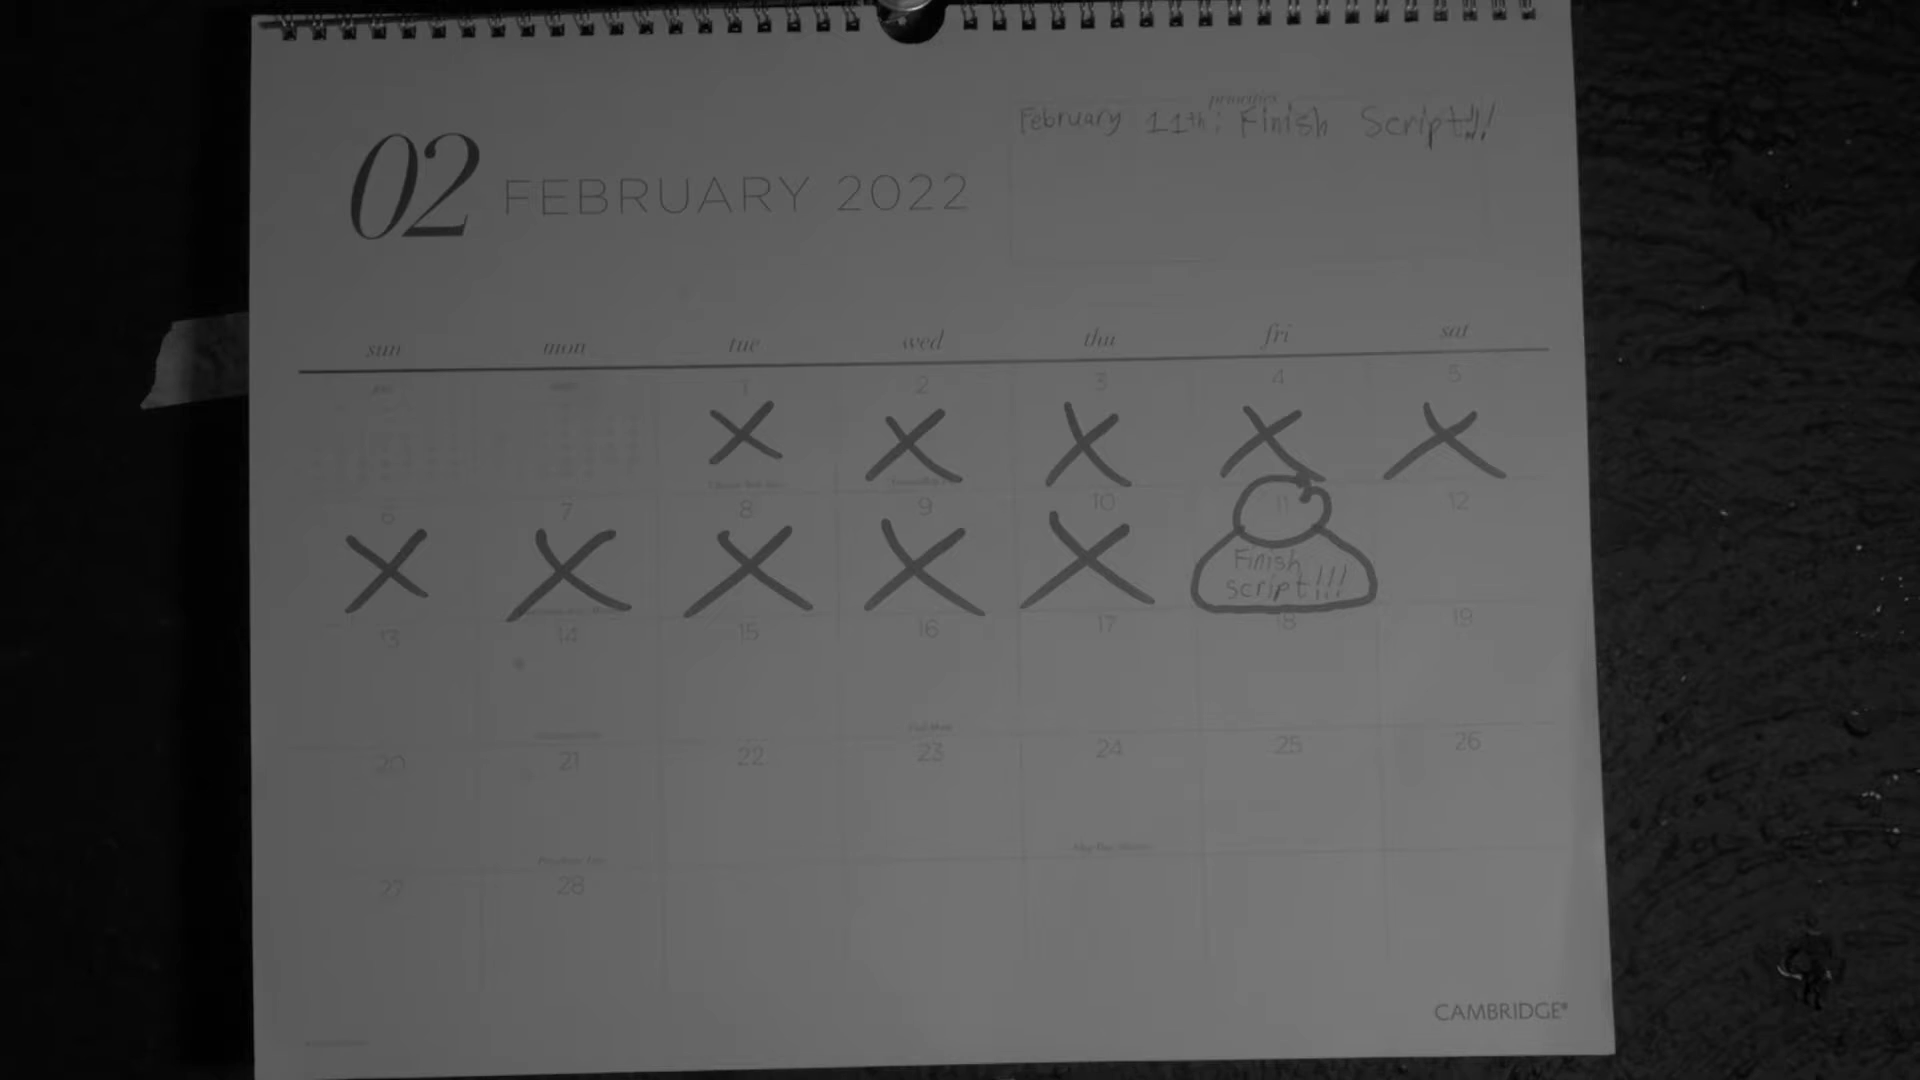 priorities
February 11th: Finish Script!!!
02 FEBRUARY 2022
sun mon tue wed thu fri sat
1 2 3 4 5
6 7 8 9 10 11 12
Finish
Script!!!
13 14 15 16 17 18 19
20 21 22 23 24 25 26
27 28
CAMBRIDGE®